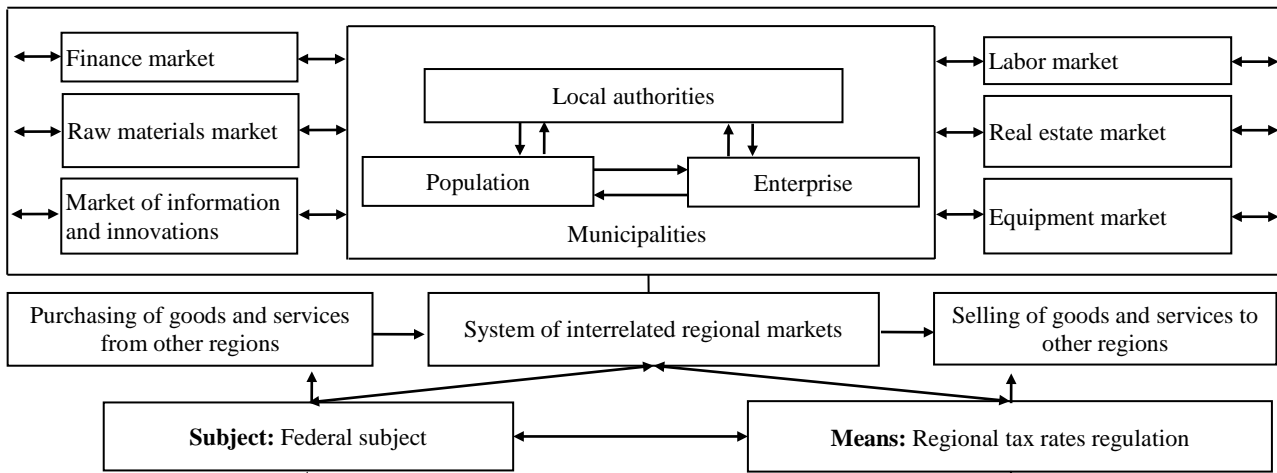 Finance market
Labor market
Local authorities
Raw materials market
Real estate market
Population
Enterprise
Market of information
and innovations
Equipment market
Municipalities
Purchasing of goods and services
from other regions
System of interrelated regional markets
Selling of goods and services to
other regions
Subject: Federal subject
Means: Regional tax rates regulation